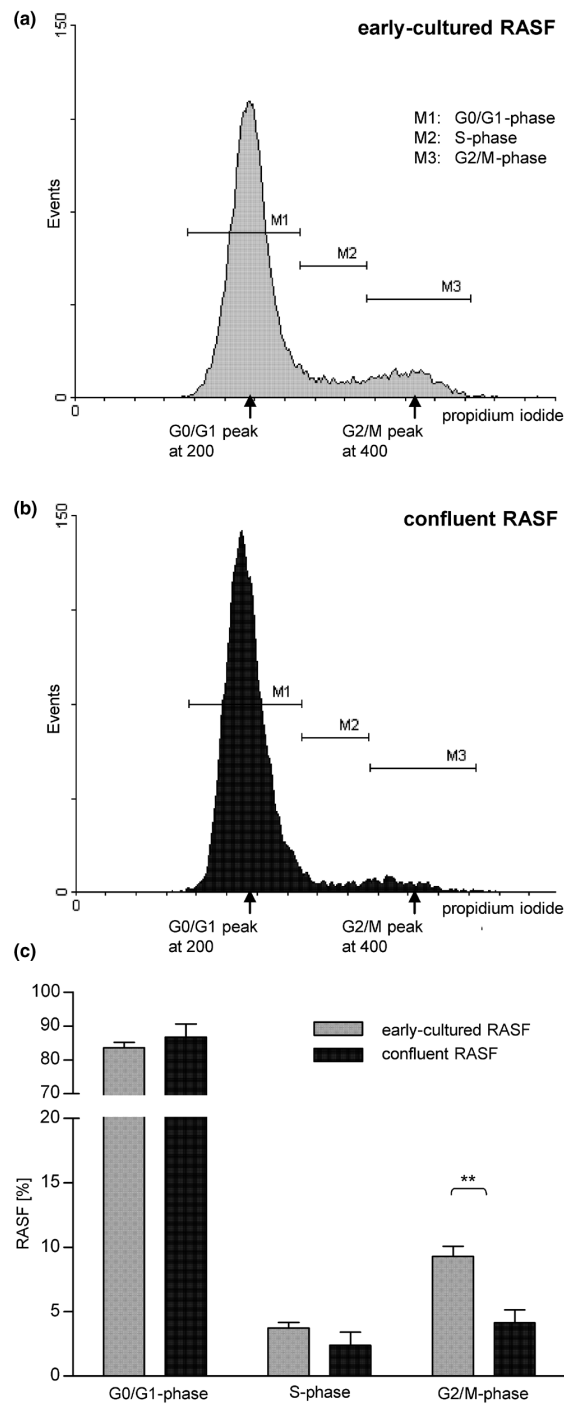 (a)
150
early-cultured RASF
M1: G0/G1-phase
M2: S-phase
M3: G2/M-phase
Events
M1
M2
M3
0
0
propidium iodide
G0/G1 peak
at 200
G2/M peak
at 400
(b)
150
confluent RASF
Events
M1
M2
M3
0
0
propidium iodide
G0/G1 peak
at 200
G2/M peak
at 400
(c)
100
90
80
70
20
15
10
5
0
RASF [%]
early-cultured RASF
confluent RASF
**
G0/G1-phase
S-phase
G2/M-phase